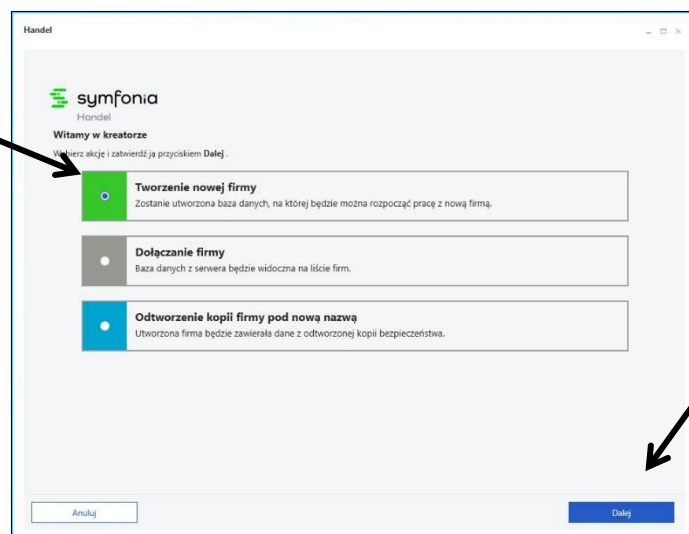 Handel
symfonia
Handel
Witamy w kreatorze
Wybierz akcję i zatwierdź ją przyciskiem Dalej .
Tworzenie nowej firmy
Zostanie utworzona baza danych, na której będzie można rozpocząć pracę z nową firmą.
Dołączanie firmy
Baza danych z serwera będzie widoczna na liście firm.
Odtworzenie kopii firmy pod nową nazwą
Utworzona firma będzie zawierała dane z odtworzonej kopii bezpieczeństwa.
Anuluj
Dalej